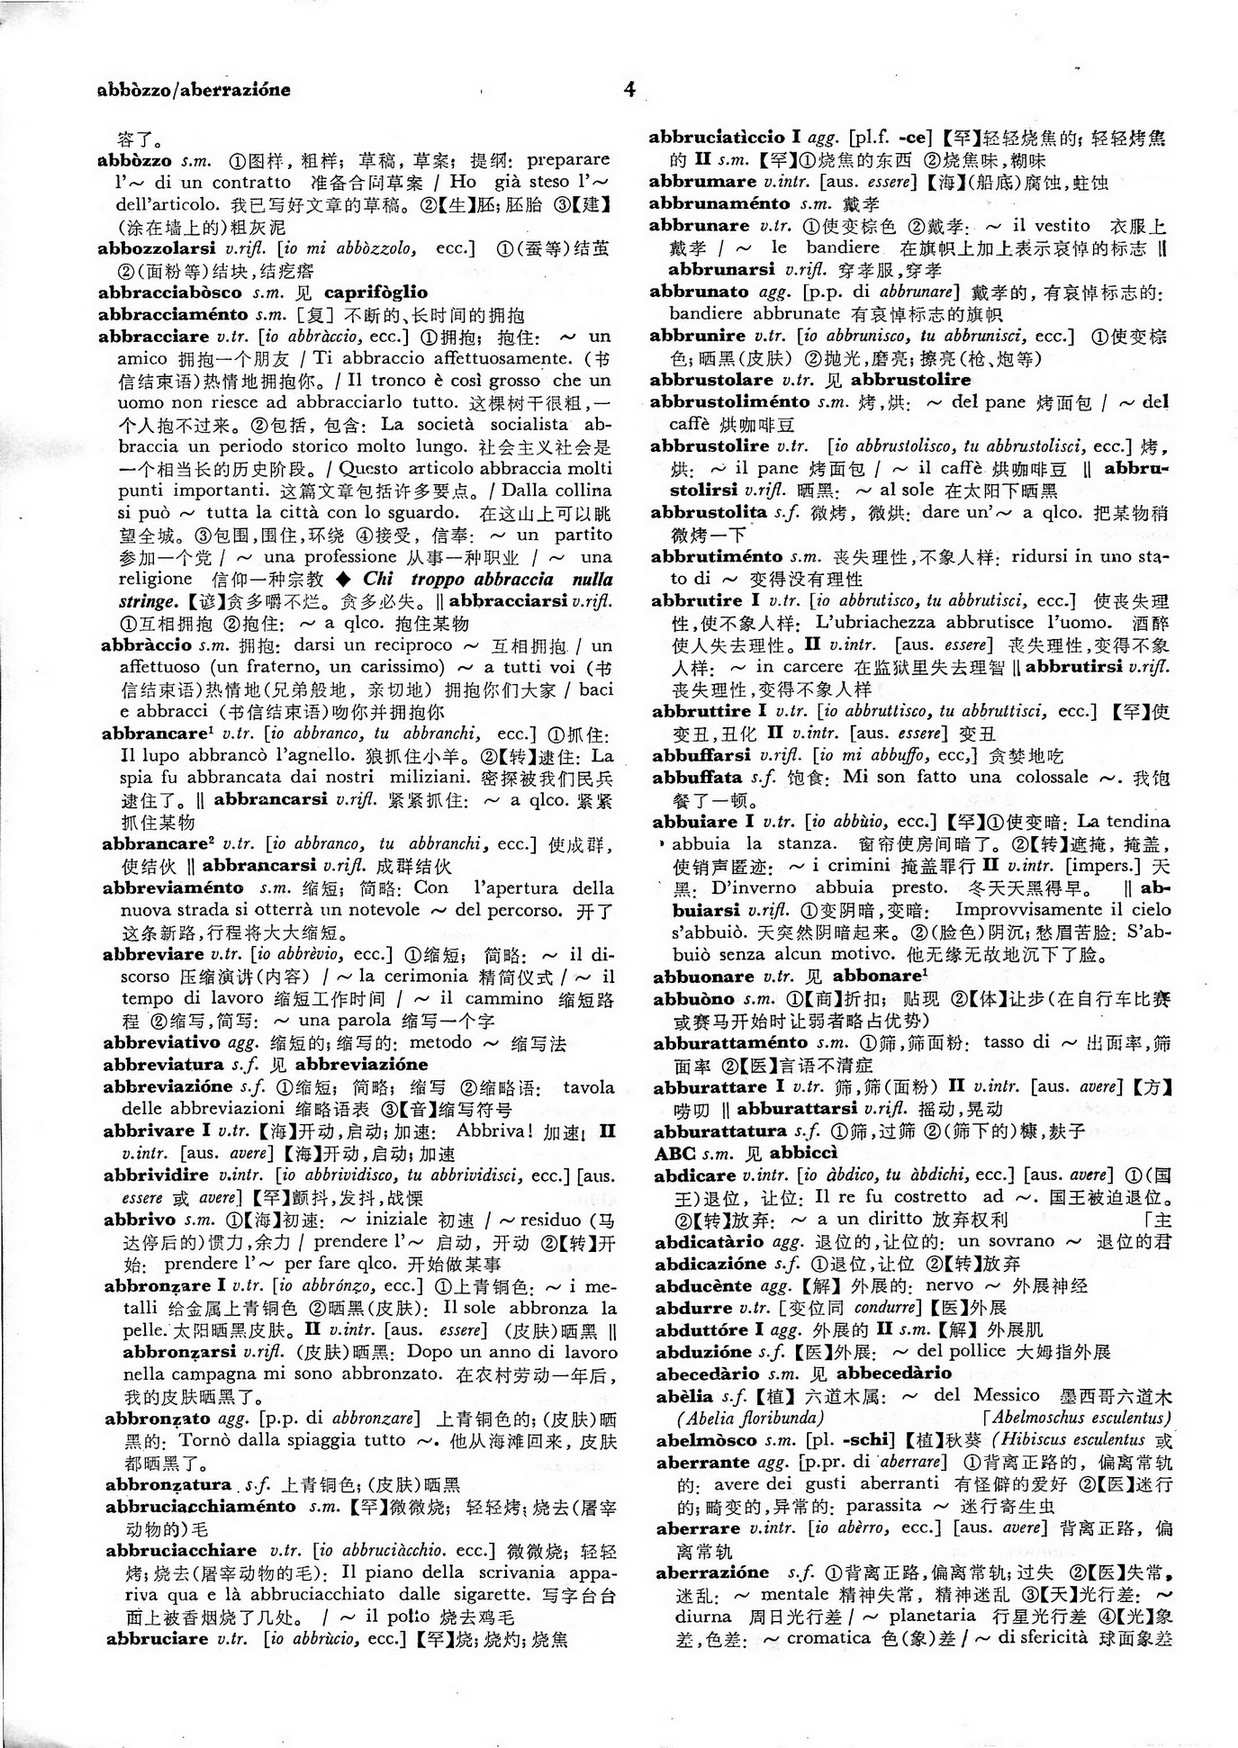 abbòzzo/aberrazióne
4
容了。
abbòzzo s.m. ①图样, 粗样; 草稿, 草案; 提纲: preparare
l'～ di un contratto 准备合同草案 / Ho già steso l'～
dell'articolo. 我已写好文章的草稿。②【生】胚; 胚胎 ③【建】
(涂在墙上的)粗灰泥
abbozzolarsi v.rifl. [io mi abbòzzolo, ecc.] ①(蚕等)结茧
②(面粉等)结块,结疙瘩
abbracciabòsco s.m. 见 caprifòglio
abbracciaménto s.m. [复] 不断的、长时间的拥抱
abbracciare v.tr. [io abbràccio, ecc.] ①拥抱; 抱住: ～ un
amico 拥抱一个朋友 / Ti abbraccio affettuosamente. (书
信结束语)热情地拥抱你。/ Il tronco è così grosso che un
uomo non riesce ad abbracciarlo tutto. 这棵树干很粗,一
个人抱不过来。②包括, 包含: La società socialista ab-
braccia un periodo storico molto lungo. 社会主义社会是
一个相当长的历史阶段。/ Questo articolo abbraccia molti
punti importanti. 这篇文章包括许多要点。/ Dalla collina
si può ～ tutta la città con lo sguardo. 在这山上可以眺
望全城。③包围,围住,环绕 ④接受, 信奉: ～ un partito
参加一个党 / ～ una professione 从事一种职业 / ～ una
religione 信仰一种宗教 ◆ Chi troppo abbraccia nulla
stringe. 【谚】贪多嚼不烂。贪多必失。‖ abbracciarsi v.rifl.
①互相拥抱 ②抱住: ～ a qlco. 抱住某物
abbràccio s.m. 拥抱: darsi un reciproco ～ 互相拥抱 / un
affettuoso (un fraterno, un carissimo) ～ a tutti voi (书
信结束语)热情地(兄弟般地, 亲切地) 拥抱你们大家 / baci
e abbracci (书信结束语)吻你并拥抱你
abbrancare¹ v.tr. [io abbranco, tu abbranchi, ecc.] ①抓住:
Il lupo abbrancò l'agnello. 狼抓住小羊。②【转】逮住: La
spia fu abbrancata dai nostri miliziani. 密探被我们民兵
逮住了。‖ abbrancarsi v.rifl. 紧紧抓住: ～ a qlco. 紧紧
抓住某物
abbrancare² v.tr. [io abbranco, tu abbranchi, ecc.] 使成群,
使结伙 ‖ abbrancarsi v.rifl. 成群结伙
abbreviaménto s.m. 缩短; 简略: Con l'apertura della
nuova strada si otterrà un notevole ～ del percorso. 开了
这条新路,行程将大大缩短。
abbreviare v.tr. [io abbrèvio, ecc.] ①缩短; 简略: ～ il di-
scorso 压缩演讲(内容) / ～ la cerimonia 精简仪式 / ～ il
tempo di lavoro 缩短工作时间 / ～ il cammino 缩短路
程 ②缩写,简写: ～ una parola 缩写一个字
abbreviativo agg. 缩短的; 缩写的: metodo ～ 缩写法
abbreviatura s.f. 见 abbreviazióne
abbreviazióne s.f. ①缩短; 简略; 缩写 ②缩略语: tavola
delle abbreviazioni 缩略语表 ③【音】缩写符号
abbrivare I v.tr. 【海】开动,启动; 加速: Abbriva! 加速! II
v.intr. [aus. avere] 【海】开动,启动; 加速
abbrividire v.intr. [io abbrividisco, tu abbrividisci, ecc.] [aus.
essere 或 avere] 【罕】颤抖,发抖,战慄
abbrivo s.m. ①【海】初速: ～ iniziale 初速 / ～ residuo (马
达停后的)惯力,余力 / prendere l'～ 启动, 开动 ②【转】开
始: prendere l'～ per fare qlco. 开始做某事
abbronẓare I v.tr. [io abbrónẓo, ecc.] ①上青铜色: ～ i me-
talli 给金属上青铜色 ②晒黑(皮肤): Il sole abbronza la
pelle. 太阳晒黑皮肤。II v.intr. [aus. essere] (皮肤)晒黑 ‖
abbronẓarsi v.rifl. (皮肤)晒黑: Dopo un anno di lavoro
nella campagna mi sono abbronzato. 在农村劳动一年后,
我的皮肤晒黑了。
abbronẓato agg. [p.p. di abbronzare] 上青铜色的; (皮肤)晒
黑的: Tornò dalla spiaggia tutto ～. 他从海滩回来, 皮肤
都晒黑了。
abbronẓatura s.f. 上青铜色; (皮肤)晒黑
abbruciacchiaménto s.m. 【罕】微微烧; 轻轻烤; 烧去(屠宰
动物的)毛
abbruciacchiare v.tr. [io abbruciàcchio. ecc.] 微微烧; 轻轻
烤; 烧去(屠宰动物的毛): Il piano della scrivania appa-
riva qua e là abbruciacchiato dalle sigarette. 写字台台
面上被香烟烧了几处。 / ～ il pollo 烧去鸡毛
abbruciare v.tr. [io abbrùcio, ecc.] 【罕】烧; 烧灼; 烧焦
abbruciatìccio I agg. [pl.f. -ce] 【罕】轻轻烧焦的; 轻轻烤焦
的 II s.m. 【罕】①烧焦的东西 ②烧焦味,糊味
abbrumare v.intr. [aus. essere] 【海】(船底)腐蚀,蛀蚀
abbrunaménto s.m. 戴孝
abbrunare v.tr. ①使变棕色 ②戴孝: ～ il vestito 衣服上
戴孝 / ～ le bandiere 在旗帜上加上表示哀悼的标志 ‖
abbrunarsi v.rifl. 穿孝服,穿孝
abbrunato agg. [p.p. di abbrunare] 戴孝的, 有哀悼标志的:
bandiere abbrunate 有哀悼标志的旗帜
abbrunire v.tr. [io abbrunisco, tu abbrunisci, ecc.] ①使变棕
色; 晒黑(皮肤) ②抛光,磨亮; 擦亮(枪、炮等)
abbrustolare v.tr. 见 abbrustolire
abbrustoliménto s.m. 烤,烘: ～ del pane 烤面包 / ～ del
caffè 烘咖啡豆
abbrustolire v.tr. [io abbrustolisco, tu abbrustolisci, ecc.] 烤,
烘: ～ il pane 烤面包 / ～ il caffè 烘咖啡豆 ‖ abbru-
stolirsi v.rifl. 晒黑: ～ al sole 在太阳下晒黑
abbrustolita s.f. 微烤, 微烘: dare un'～ a qlco. 把某物稍
微烤一下
abbrutiménto s.m. 丧失理性,不象人样: ridursi in uno sta-
to di ～ 变得没有理性
abbrutire I v.tr. [io abbrutisco, tu abbrutisci, ecc.] 使丧失理
性,使不象人样: L'ubriachezza abbrutisce l'uomo. 酒醉
使人失去理性。II v.intr. [aus. essere] 丧失理性,变得不象
人样: ～ in carcere 在监狱里失去理智 ‖ abbrutirsi v.rifl.
丧失理性,变得不象人样
abbruttire I v.tr. [io abbruttisco, tu abbruttisci, ecc.] 【罕】使
变丑,丑化 II v.intr. [aus. essere] 变丑
abbuffarsi v.rifl. [io mi abbuffo, ecc,] 贪婪地吃
abbuffata s.f. 饱食: Mi son fatto una colossale ～. 我饱
餐了一顿。
abbuiare I v.tr. [io abbùio, ecc.] 【罕】①使变暗: La tendina
abbuia la stanza. 窗帘使房间暗了。②【转】遮掩, 掩盖,
使销声匿迹: ～ i crimini 掩盖罪行 II v.intr. [impers.] 天
黑: D'inverno abbuia presto. 冬天天黑得早。 ‖ ab-
buiarsi v.rifl. ①变阴暗,变暗: Improvvisamente il cielo
s'abbuiò. 天突然阴暗起来。②(脸色)阴沉; 愁眉苦脸: S'ab-
buiò senza alcun motivo. 他无缘无故地沉下了脸。
abbuonare v.tr. 见 abbonare¹
abbuòno s.m. ①【商】折扣; 贴现 ②【体】让步(在自行车比赛
或赛马开始时让弱者略占优势)
abburattaménto s.m. ①筛,筛面粉: tasso di ～ 出面率,筛
面率 ②【医】言语不清症
abburattare I v.tr. 筛,筛(面粉) II v.intr. [aus. avere] 【方】
唠叨 ‖ abburattarsi v.rifl. 摇动,晃动
abburattatura s.f. ①筛,过筛 ②(筛下的)糠,麸子
ABC s.m. 见 abbiccì
abdicare v.intr. [io àbdico, tu àbdichi, ecc.] [aus. avere] ①(国
王)退位, 让位: Il re fu costretto ad ～. 国王被迫退位。
②【转】放弃: ～ a un diritto 放弃权利 「主
abdicatàrio agg. 退位的,让位的: un sovrano ～ 退位的君
abdicazióne s.f. ①退位,让位 ②【转】放弃
abducènte agg. 【解】 外展的: nervo ～ 外展神经
abdurre v.tr. [变位同 condurre] 【医】外展
abduttóre I agg. 外展的 II s.m. 【解】 外展肌
abduzióne s.f. 【医】外展: ～ del pollice 大姆指外展
abecedàrio s.m. 见 abbecedàrio
abèlia s.f. 【植】 六道木属: ～ del Messico 墨西哥六道木
(Abelia floribunda) 「Abelmoschus esculentus)
abelmòsco s.m. [pl. -schi] 【植】秋葵 (Hibiscus esculentus 或
aberrante agg. [p.pr. di aberrare] ①背离正路的, 偏离常轨
的: avere dei gusti aberranti 有怪僻的爱好 ②【医】迷行
的; 畸变的,异常的: parassita ～ 迷行寄生虫
aberrare v.intr. [io abèrro, ecc.] [aus. avere] 背离正路, 偏
离常轨
aberrazióne s.f. ①背离正路,偏离常轨; 过失 ②【医】失常,
迷乱: ～ mentale 精神失常, 精神迷乱 ③【天】光行差: ～
diurna 周日光行差 / ～ planetaria 行星光行差 ④【光】象
差,色差: ～ cromatica 色(象)差 / ～ di sfericità 球面象差